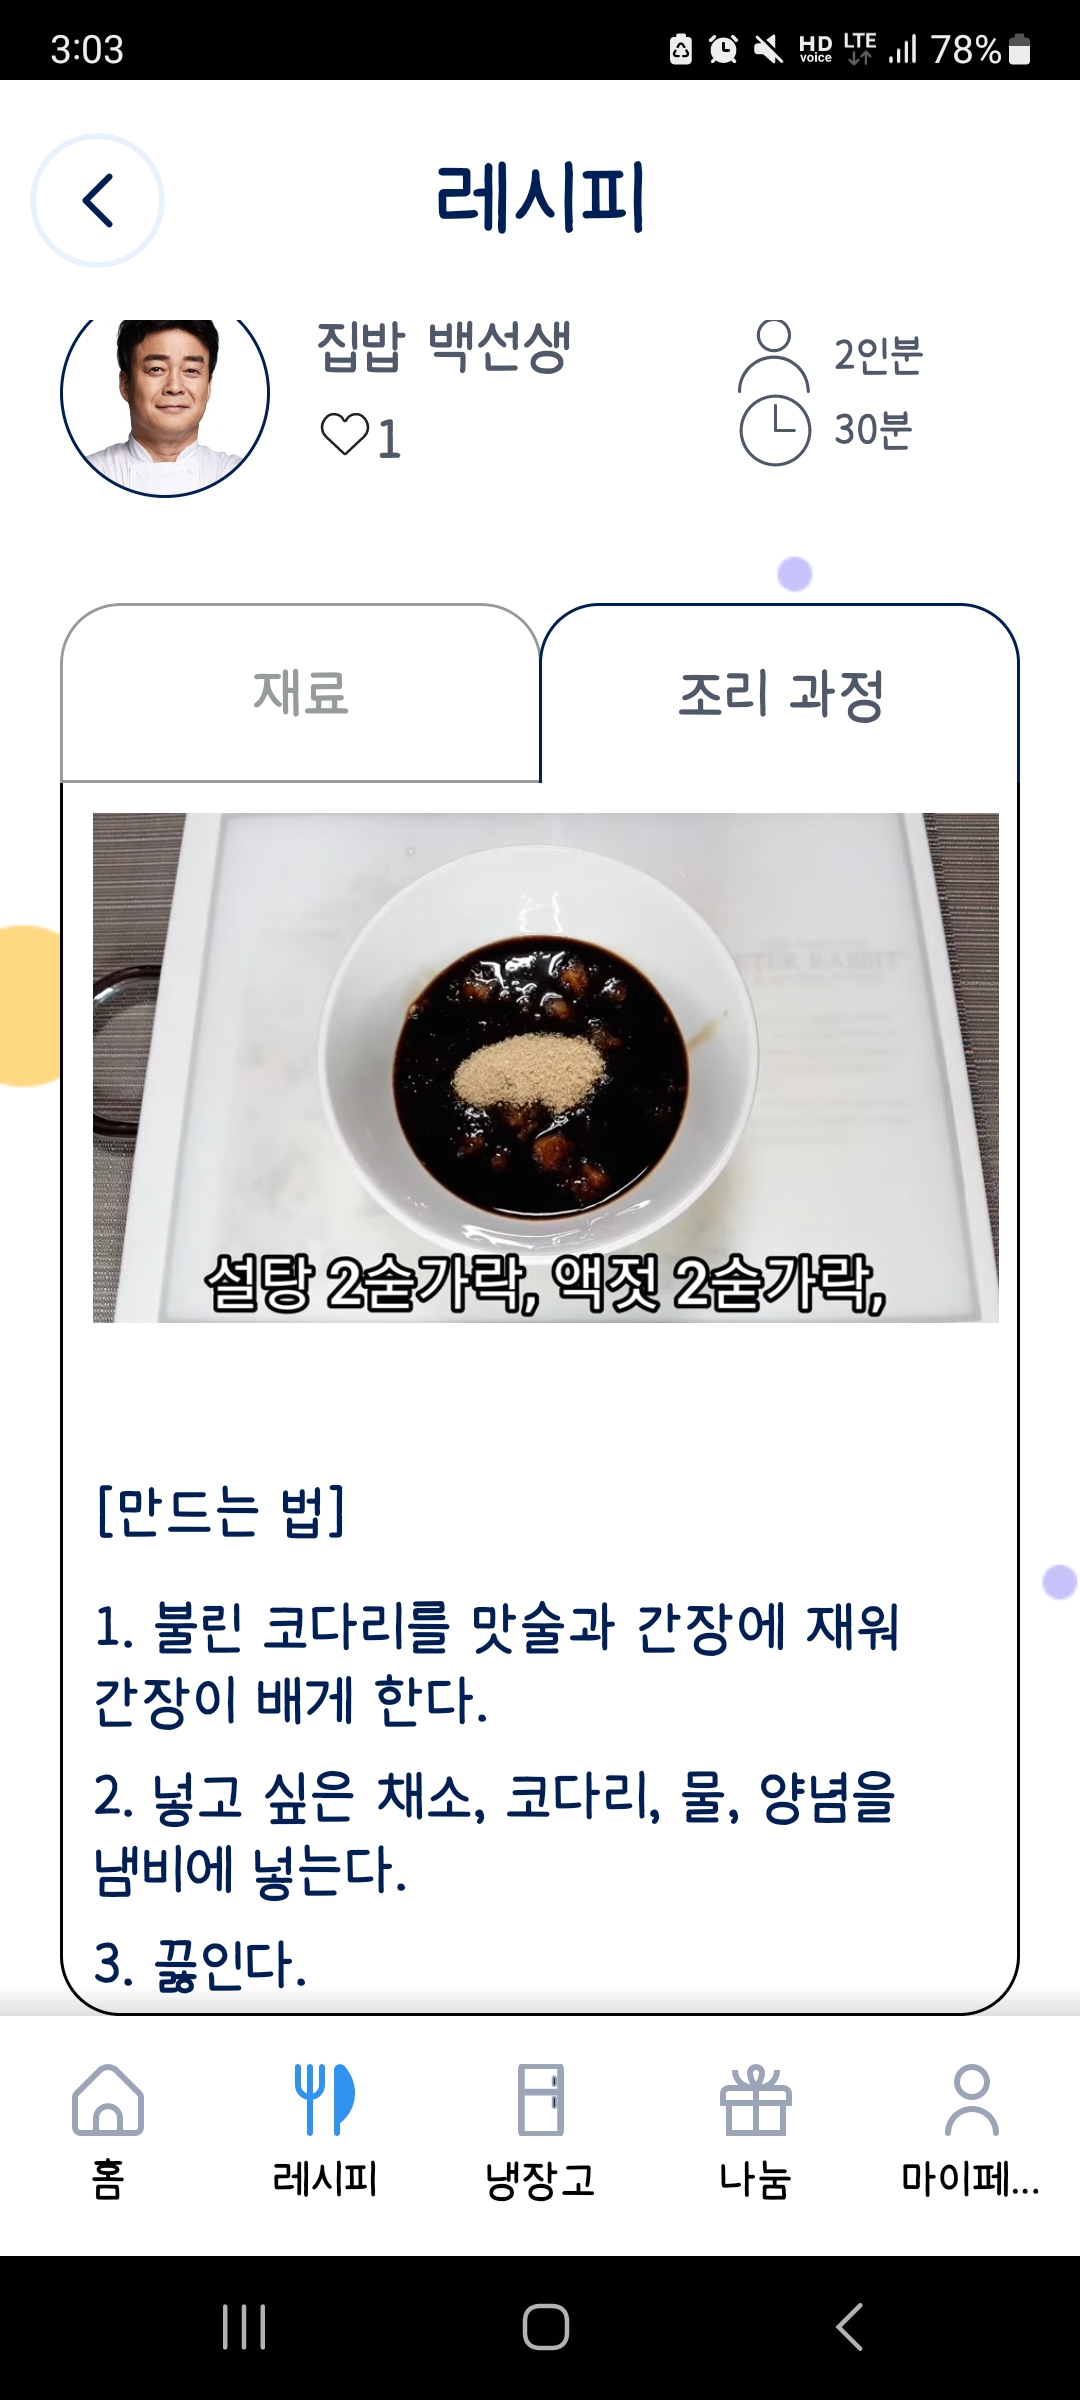 3:03
HD voice LTE 78%
레시피
집밥 백선생
1
2인분
30분
재료
조리 과정
설탕 2숟가락, 액젓 2숟가락,
[만드는 법]
1. 불린 코다리를 맛술과 간장에 재워
간장이 배게 한다.
2. 넣고 싶은 채소, 코다리, 물, 양념을
냄비에 넣는다.
3. 끓인다.
홈
레시피
냉장고
나눔
마이페...